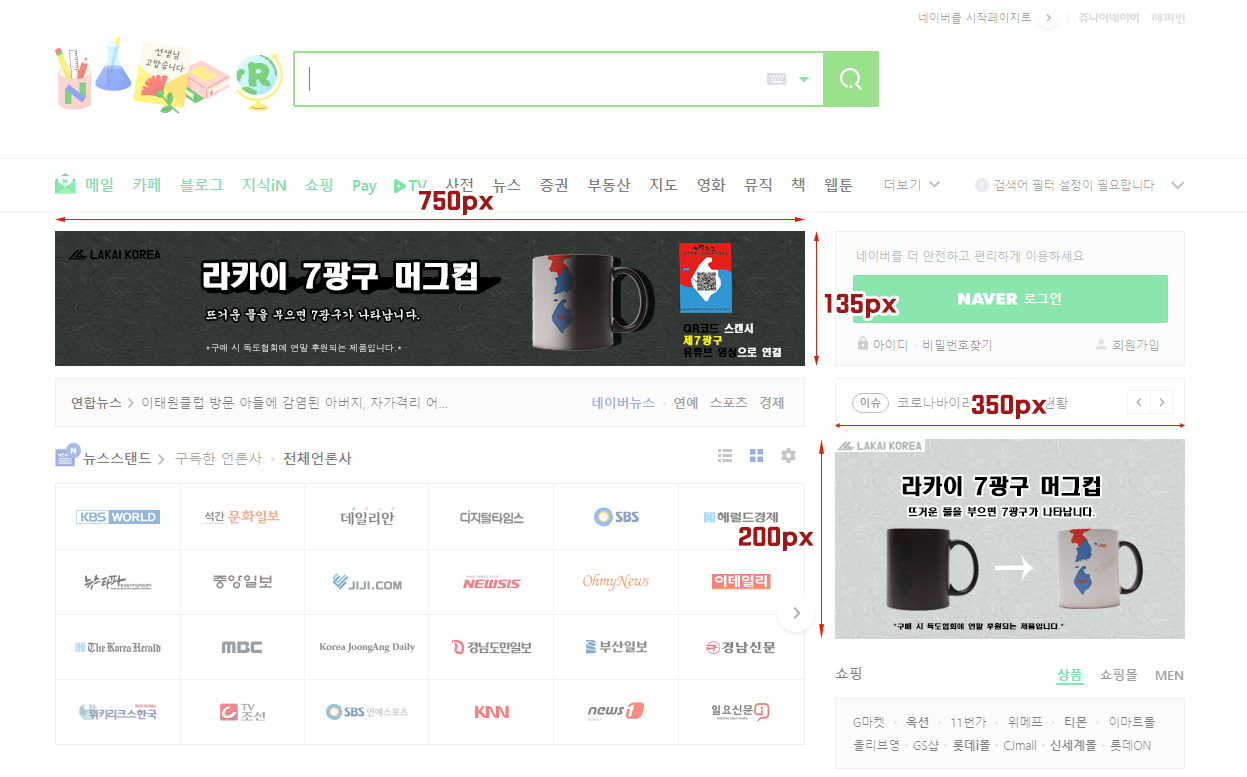 네이버를 시작페이지로
쥬니어네이버 해피빈
선생님
고맙습니다
N
R
메일 카페 블로그 지식iN 쇼핑 Pay TV 사전 뉴스 증권 부동산 지도 영화 뮤직 책 웹툰 더보기 검색어 필터 설정이 필요합니다
750px
LAKAI KOREA
라카이 7광구 머그컵
뜨거운 물을 부으면 7광구가 나타납니다.
*구매 시 독도협회에 연말 후원되는 제품입니다.*
QR코드 스캔시
제7광구
유튜브 영상으로 연결
135px
네이버를 더 안전하고 편리하게 이용하세요
NAVER 로그인
아이디 · 비밀번호찾기 회원가입
연합뉴스 이태원클럽 방문 아들에 감염된 아버지, 자가격리 어...
네이버뉴스 · 연예 스포츠 경제
이슈 코로나바이러 현황
350px
뉴스스탠드 구독한 언론사 · 전체언론사
KBS WORLD 석간 문화일보 데일리안 디지털타임스 SBS 헤럴드경제
200px
뉴스타파 중앙일보 JIJI.COM NEWSIS OhmyNews 이데일리
The Korea Herald MBC Korea JoongAng Daily 경남도민일보 부산일보 경남신문
위키리크스한국 TV조선 SBS 연예스포츠 KNN news1 KOREA 일요신문
LAKAI KOREA
라카이 7광구 머그컵
뜨거운 물을 부으면 7광구가 나타납니다.
*구매 시 독도협회에 연말 후원되는 제품입니다.*
쇼핑 상품 쇼핑몰 MEN
G마켓 · 옥션 · 11번가 · 위메프 · 티몬 · 이마트몰
올리브영 · GS샵 · 롯데i몰 · CJmall · 신세계몰 · 롯데ON